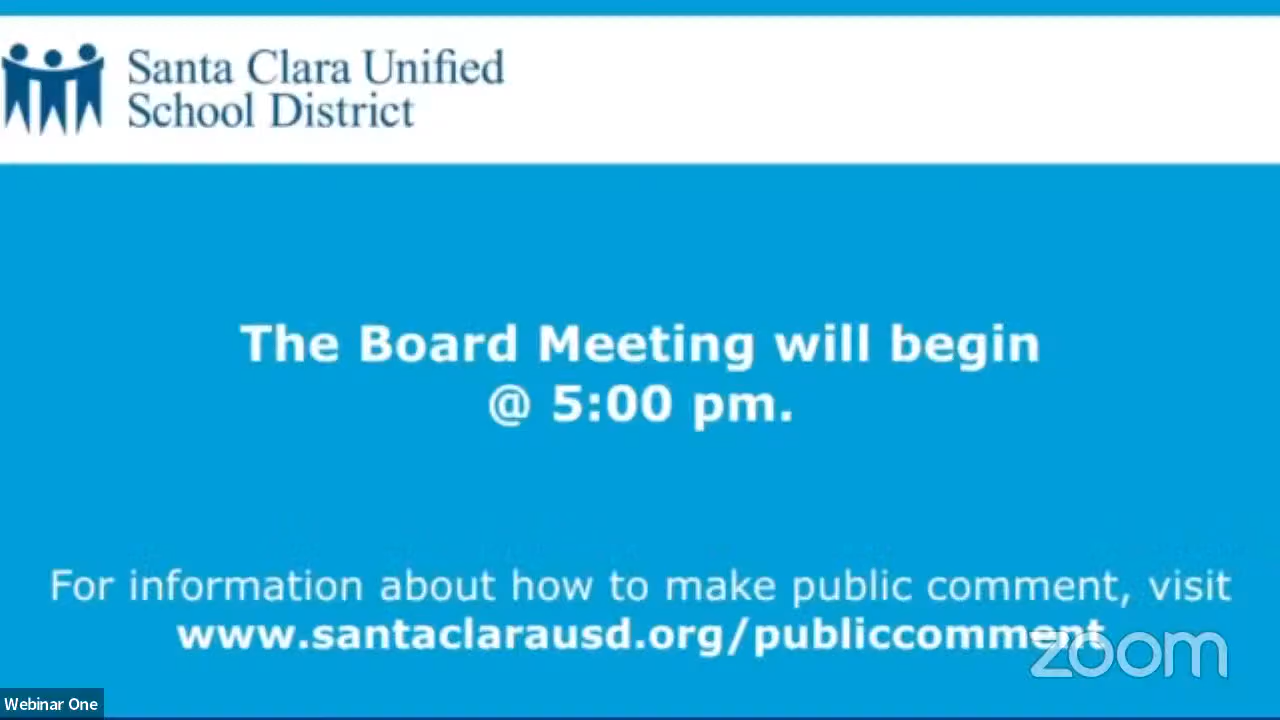 Santa Clara Unified
School District
The Board Meeting will begin
@ 5:00 pm.
For information about how to make public comment, visit
www.santaclarausd.org/publiccomment
zoom
Webinar One